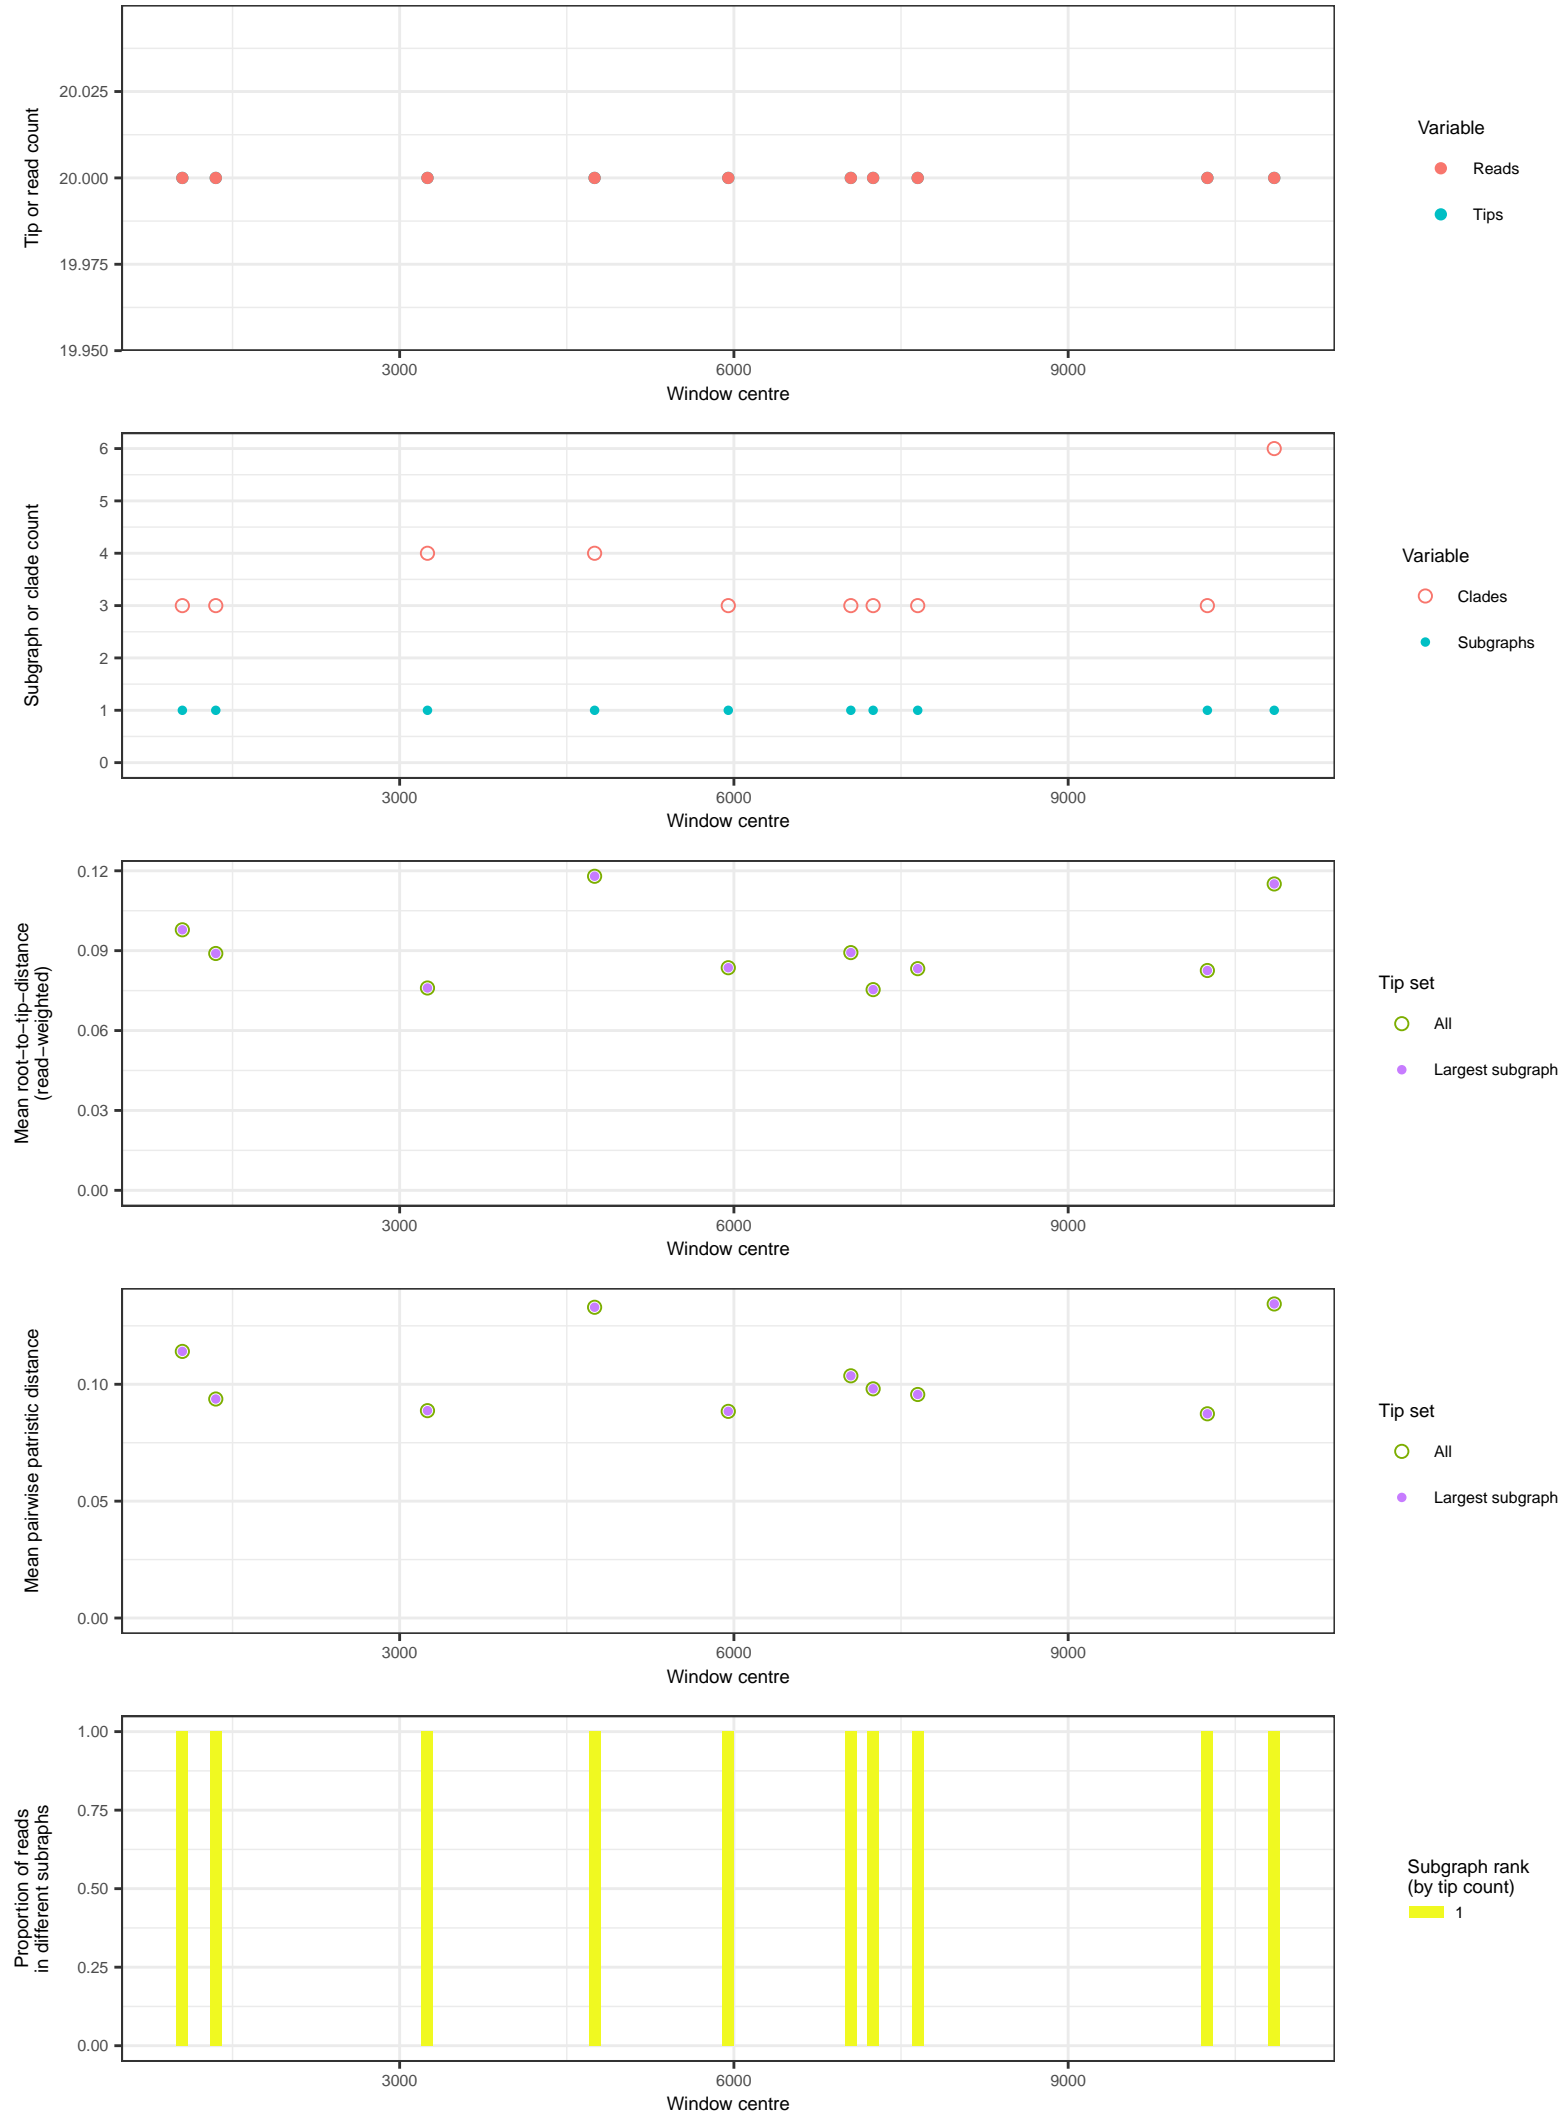 Tip or read count
20.025
20.000
19.975
19.950
3000
6000
9000
Window centre
Variable
Reads
Tips
Subgraph or clade count
6
5
4
3
2
1
0
3000
6000
9000
Window centre
Variable
Clades
Subgraphs
Mean root−to−tip−distance
(read−weighted)
0.12
0.09
0.06
0.03
0.00
3000
6000
9000
Window centre
Tip set
All
Largest subgraph
Mean pairwise patristic distance
0.10
0.05
0.00
3000
6000
9000
Window centre
Tip set
All
Largest subgraph
Proportion of reads
in different subraphs
1.00
0.75
0.50
0.25
0.00
3000
6000
9000
Window centre
Subgraph rank
(by tip count)
1